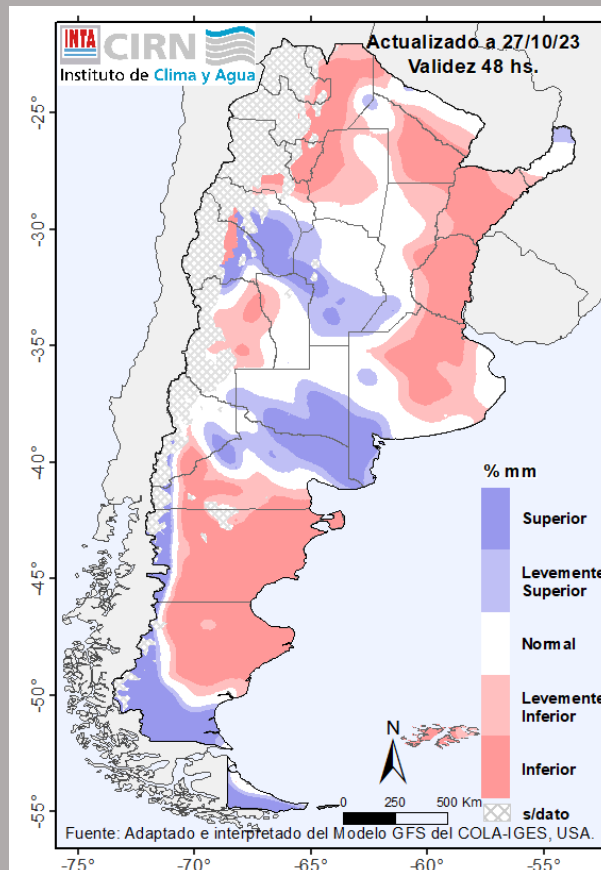 INTA CIRN
Instituto de Clima y Agua
Actualizado a 27/10/23
Validez 48 hs.
-25°
-30°
-35°
-40°
-45°
-50°
-55°
% mm
Superior
Levemente
Superior
Normal
Levemente
Inferior
Inferior
s/dato
N
0 250 500 Km
Fuente: Adaptado e interpretado del Modelo GFS del COLA-IGES, USA.
-75° -70° -65° -60° -55°